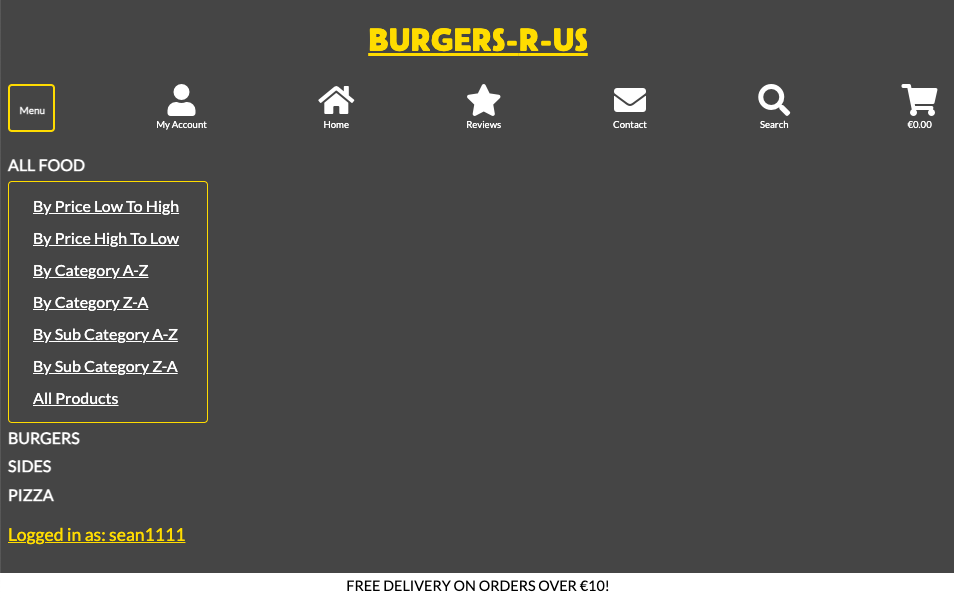 BURGERS-R-US
Menu
My Account
Home
Reviews
Contact
Search
€0.00
ALL FOOD
By Price Low To High
By Price High To Low
By Category A-Z
By Category Z-A
By Sub Category A-Z
By Sub Category Z-A
All Products
BURGERS
SIDES
PIZZA
Logged in as: sean1111
FREE DELIVERY ON ORDERS OVER €10!